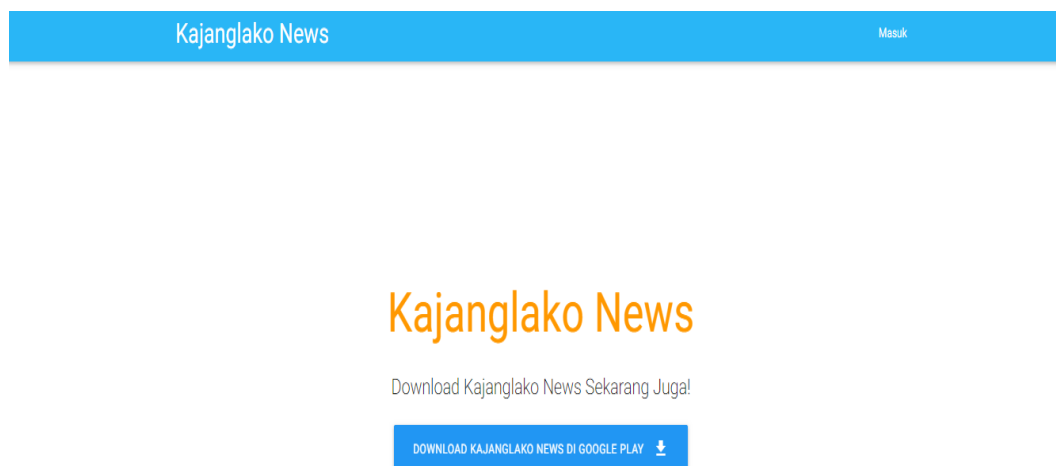 Kajanglako News
Masuk
Kajanglako News
Download Kajanglako News Sekarang Juga!
DOWNLOAD KAJANGLAKO NEWS DI GOOGLE PLAY